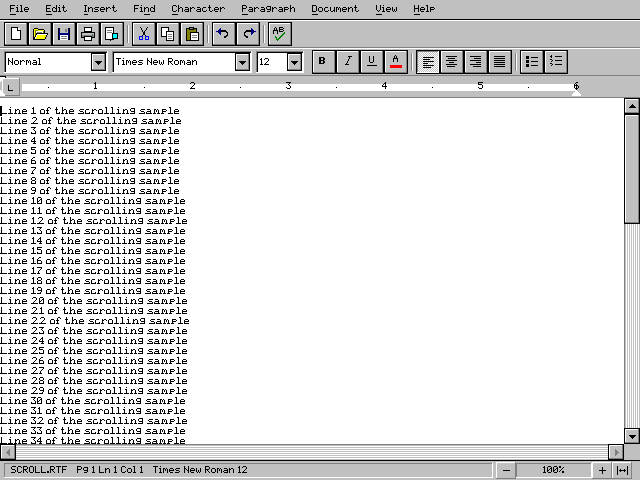 File Edit Insert Find Character Paragraph Document View Help
ABC
Normal Times New Roman 12 B I U A
L 1 2 3 4 5 6
Line 1 of the scrolling sample
Line 2 of the scrolling sample
Line 3 of the scrolling sample
Line 4 of the scrolling sample
Line 5 of the scrolling sample
Line 6 of the scrolling sample
Line 7 of the scrolling sample
Line 8 of the scrolling sample
Line 9 of the scrolling sample
Line 10 of the scrolling sample
Line 11 of the scrolling sample
Line 12 of the scrolling sample
Line 13 of the scrolling sample
Line 14 of the scrolling sample
Line 15 of the scrolling sample
Line 16 of the scrolling sample
Line 17 of the scrolling sample
Line 18 of the scrolling sample
Line 19 of the scrolling sample
Line 20 of the scrolling sample
Line 21 of the scrolling sample
Line 22 of the scrolling sample
Line 23 of the scrolling sample
Line 24 of the scrolling sample
Line 25 of the scrolling sample
Line 26 of the scrolling sample
Line 27 of the scrolling sample
Line 28 of the scrolling sample
Line 29 of the scrolling sample
Line 30 of the scrolling sample
Line 31 of the scrolling sample
Line 32 of the scrolling sample
Line 33 of the scrolling sample
Line 34 of the scrolling sample
SCROLL.RTF Pg 1 Ln 1 Col 1 Times New Roman 12 − 100% +